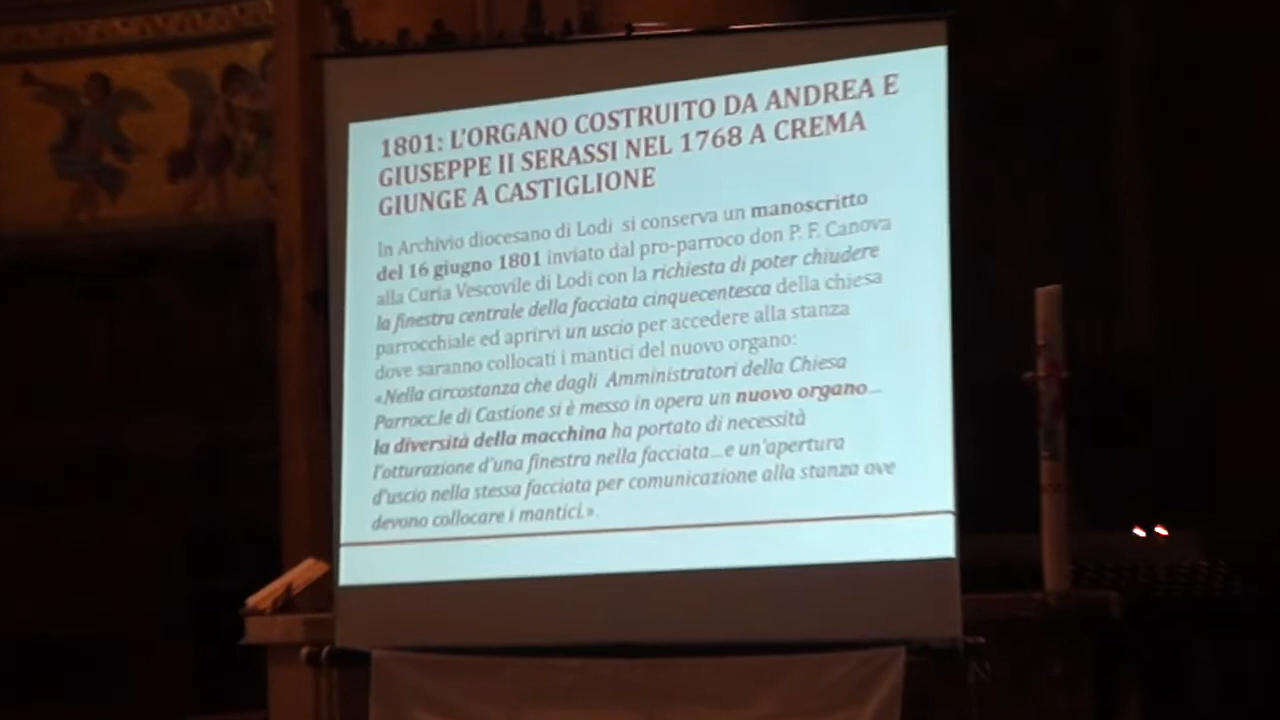 1801: L'ORGANO COSTRUITO DA ANDREA E
GIUSEPPE II SERASSI NEL 1768 A CREMA
GIUNGE A CASTIGLIONE
In Archivio diocesano di Lodi si conserva un manoscritto
del 16 giugno 1801 inviato dal pro-parroco don P. F. Canova
alla Curia Vescovile di Lodi con la richiesta di poter chiudere
la finestra centrale della facciata cinquecentesca della chiesa
parrocchiale ed aprirvi un uscio per accedere alla stanza
dove saranno collocati i mantici del nuovo organo:
«Nella circostanza che dagli Amministratori della Chiesa
Parrocc.le di Castione si è messo in opera un nuovo organo...
la diversità della macchina ha portato di necessità
l'otturazione d'una finestra nella facciata...e un'apertura
d'uscio nella stessa facciata per comunicazione alla stanza ove
devono collocare i mantici.».